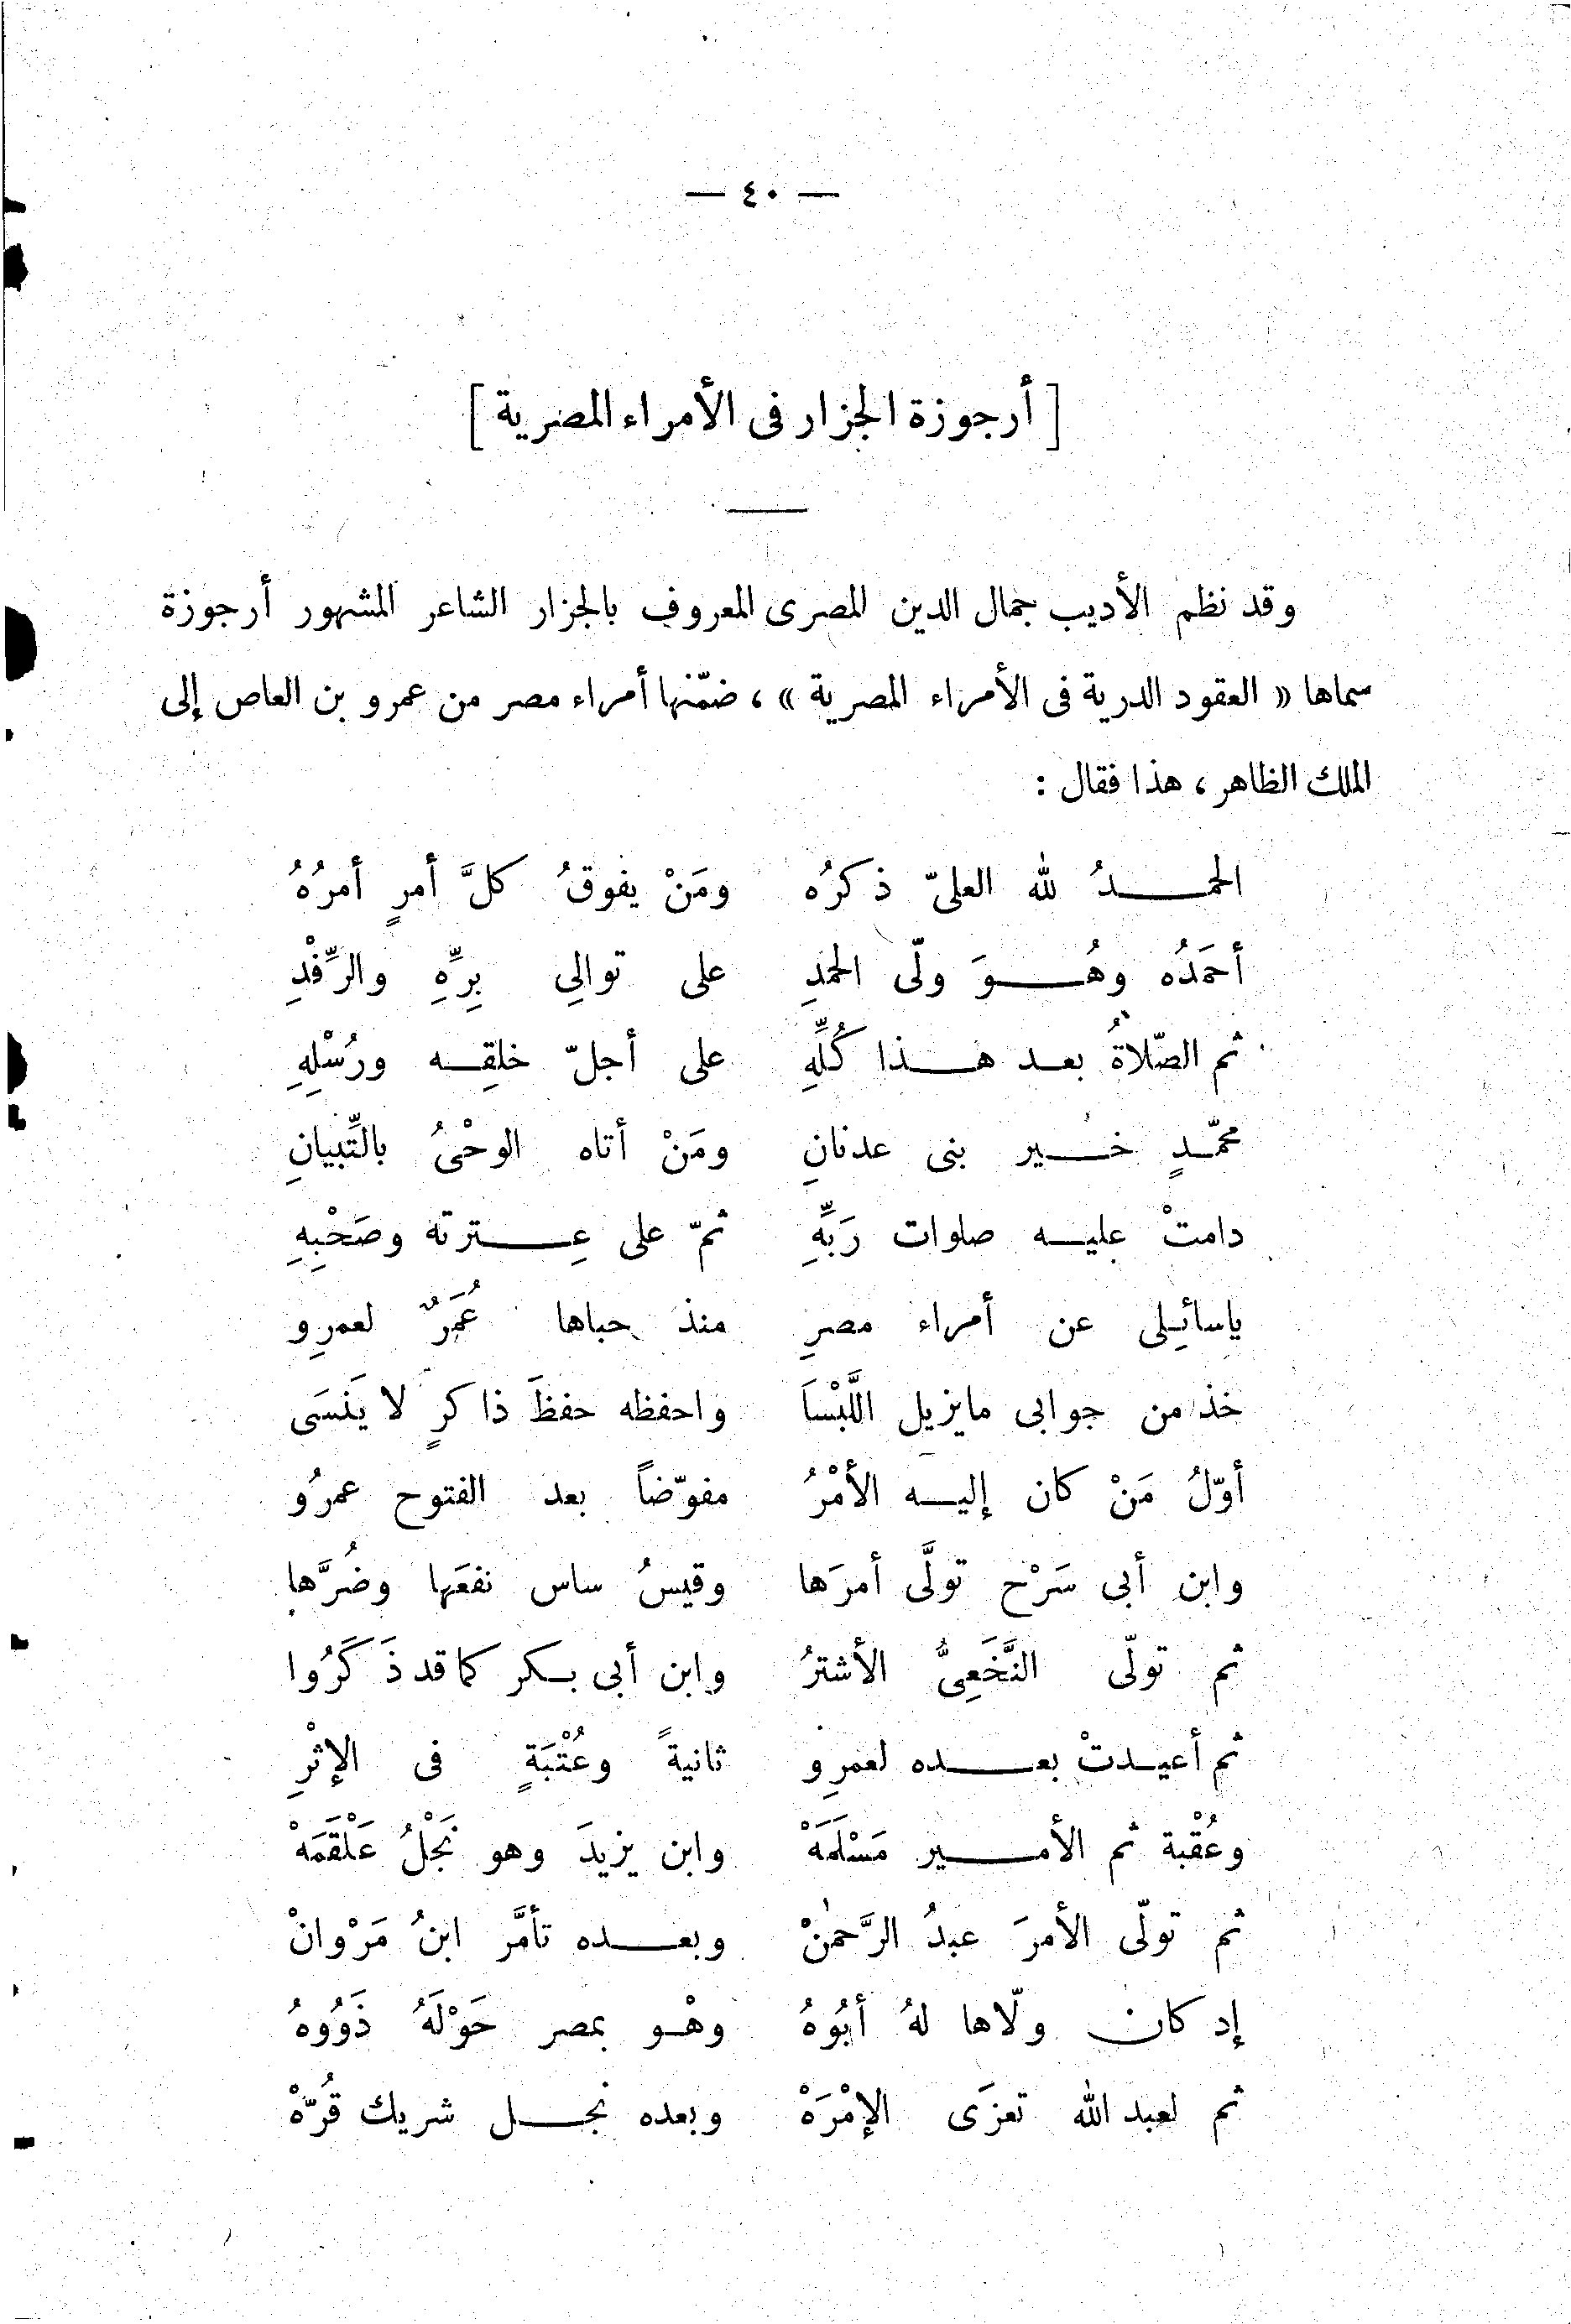 — ٤٠ —
[ أرجوزة الجزار فى الأمراء المصرية ]
وقد نظم الأديب جمال الدين المصرى المعروف بالجزار الشاعر المشهور أرجوزة
سماها « العقود الدرية فى الأمراء المصرية » ، ضمّنها أمراء مصر من عمرو بن العاص إلى
الملك الظاهر ، هذا فقال :
الحمدُ لله العلىّ ذكرُه ومَنْ يفوقُ كلَّ أمرٍ أمرُهُ
أحمَدُه وهُوَ ولّى الحمدِ على توالِى بِرِّهِ والرِّفْدِ
ثم الصّلاةُ بعد هذا كُلِّهِ على أجلّ خلقِه ورُسْلِهِ
محمّدٍ خير بنى عدنانِ ومَنْ أتاه الوحْىُ بالتِّبيانِ
دامتْ عليه صلوات رَبِّهِ ثمّ على عِترته وصَحْبِهِ
ياسائِلى عن أمراء مصرِ منذ حباها عُمَرٌ لعمرِو
خذ من جوابى مايزيل اللَّبْسَا واحفظه حفظَ ذاكرٍ لا يَنْسَى
أوّلُ مَنْ كان إليه الأمْرُ مفوّضاً بعد الفتوح عمرُو
وابن أبى سَرْح تولَّى أمرَها وقيسُ ساس نفعَها وضُرَّها
ثم تولّى النَّخَعِىُّ الأشترُ وابن أبى بكر كما قد ذَكَرُوا
ثم أعيدتْ بعده لعمرِو ثانيةً وعُتْبَةٍ فى الإثْرِ
وعُقْبة ثم الأمير مَسْلَمَهْ وابن يزيدَ وهو نَجْلُ عَلْقَمَهْ
ثم تولّى الأمرَ عبدُ الرَّحمٰنْ وبعده تأمَّر ابنُ مَرْوانْ
إد كان ولّاها لهُ أبُوهُ وهْو بمصر حَوْلَهُ ذَوُوهُ
ثم لعبد الله تعزَى الإمْرَهْ وبعده نجل شريك قُرّهْ